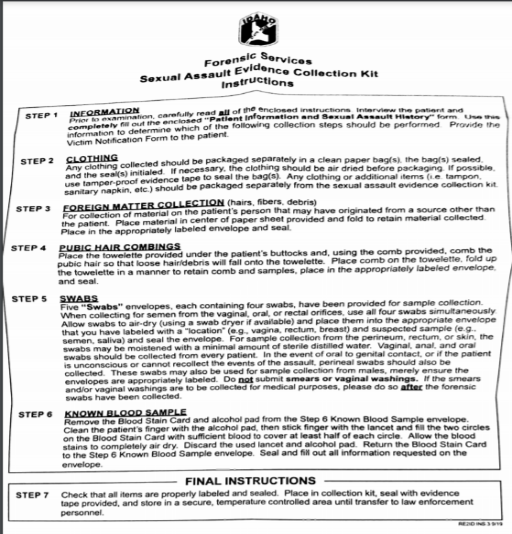 IDAHO
Forensic Services
Sexual Assault Evidence Collection Kit
Instructions
STEP 1 INFORMATION
Prior to examination, carefully read all of the enclosed instructions. Interview the patient and
completely fill out the enclosed "Patient Information and Sexual Assault History" form. Use this
information to determine which of the following collection steps should be performed. Provide the
Victim Notification Form to the patient.
STEP 2 CLOTHING
Any clothing collected should be packaged separately in a clean paper bag(s), the bag(s) sealed,
and the seal(s) initialed. If necessary, the clothing should be air dried before packaging. If possible,
use tamper-proof evidence tape to seal the bag(s). Any clothing or additional items (i.e. tampon,
sanitary napkin, etc.) should be packaged separately from the sexual assault evidence collection kit.
STEP 3 FOREIGN MATTER COLLECTION (hairs, fibers, debris)
For collection of material on the patient's person that may have originated from a source other than
the patient. Place material in center of paper sheet provided and fold to retain material collected.
Place in the appropriately labeled envelope and seal.
STEP 4 PUBIC HAIR COMBINGS
Place the towelette provided under the patient's buttocks and, using the comb provided, comb the
pubic hair so that loose hair/debris will fall onto the towelette. Place comb on the towelette, fold up
the towelette in a manner to retain comb and samples, place in the appropriately labeled envelope,
and seal.
STEP 5 SWABS
Five "Swabs" envelopes, each containing four swabs, have been provided for sample collection.
When collecting for semen from the vaginal, oral, or rectal orifices, use all four swabs simultaneously.
Allow swabs to air-dry (using a swab dryer if available) and place them into the appropriate envelope
that you have labeled with a "location" (e.g., vagina, rectum, breast) and suspected sample (e.g.,
semen, saliva) and seal the envelope. For sample collection from the perineum, rectum, or skin, the
swabs may be moistened with a minimal amount of sterile distilled water. Vaginal, anal, and oral
swabs should be collected from every patient. In the event of oral to genital contact, or if the patient
is unconscious or cannot recollect the events of the assault, perineal swabs should also be
collected. These swabs may also be used for sample collection from males, merely ensure the
envelopes are appropriately labeled. Do not submit smears or vaginal washings. If the smears
and/or vaginal washings are to be collected for medical purposes, please do so after the forensic
swabs have been collected.
STEP 6 KNOWN BLOOD SAMPLE
Remove the Blood Stain Card and alcohol pad from the Step 6 Known Blood Sample envelope.
Clean the patient's finger with the alcohol pad, then stick finger with the lancet and fill the two circles
on the Blood Stain Card with sufficient blood to cover at least half of each circle. Allow the blood
stains to completely air dry. Discard the used lancet and alcohol pad. Return the Blood Stain Card
to the Step 6 Known Blood Sample envelope. Seal and fill out all information requested on the
envelope.
FINAL INSTRUCTIONS
STEP 7 Check that all items are properly labeled and sealed. Place in collection kit, seal with evidence
tape provided, and store in a secure, temperature controlled area until transfer to law enforcement
personnel.